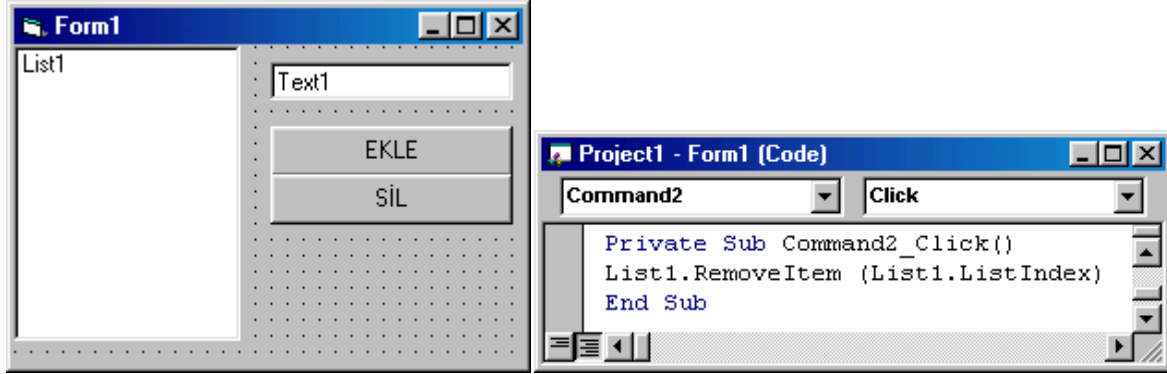 Form1
List1
Text1
EKLE
SİL
Project1 - Form1 (Code)
Command2 Click
Private Sub Command2_Click()
List1.RemoveItem (List1.ListIndex)
End Sub